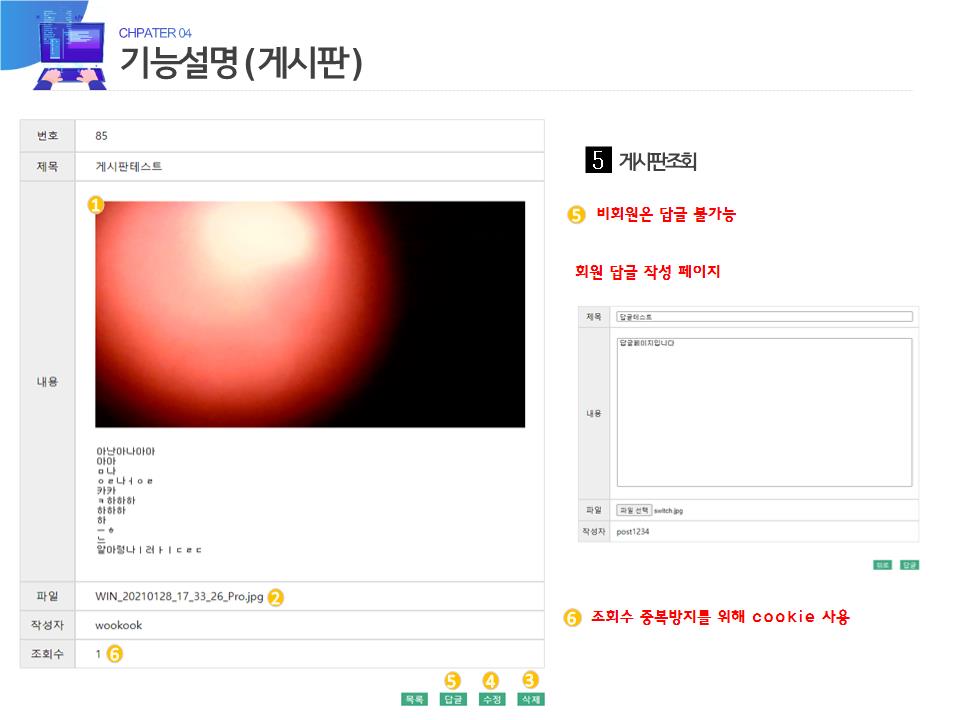 CHPATER 04
기능설명 ( 게시판 )
번호 85
제목 게시판테스트
1
내용
아난아나아아
아아
ㅁ나
ㅇㄹ나ㅓㅇㄹ
카카
ㅋ하하하
하하하
하
ㅡㅎ
느
알아렁나ㅣ러ㅏㅣㄷㄹㄷ
파일 WIN_20210128_17_33_26_Pro.jpg 2
작성자 wookook
조회수 1 6
5 4 3
목록 답글 수정 삭제
5 게시판조회
5 비회원은 답글 불가능
회원 답글 작성 페이지
제목 답글테스트
내용 답글페이지입니다
파일 파일 선택 switch.jpg
작성자 post1234
뒤로 답글
6 조회수 중복방지를 위해 cookie 사용